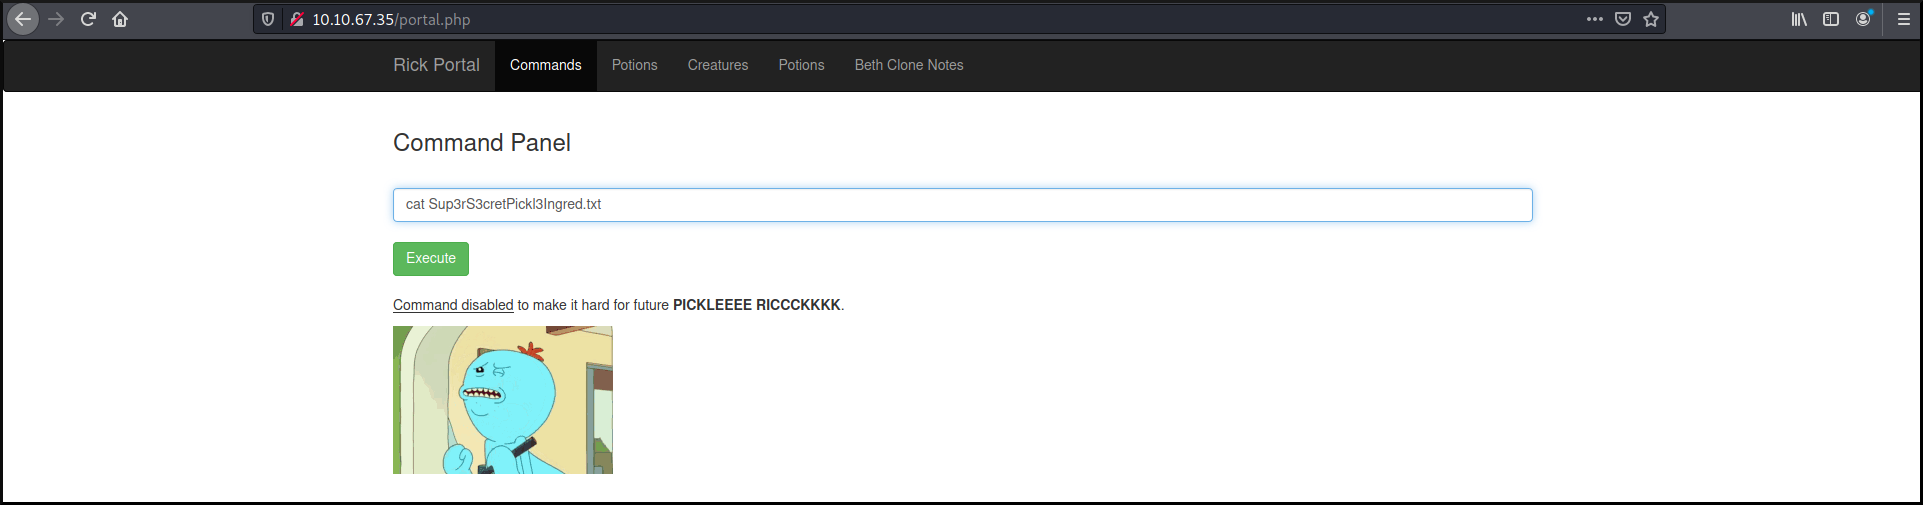 10.10.67.35/portal.php
Rick Portal Commands Potions Creatures Potions Beth Clone Notes
Command Panel
cat Sup3rS3cretPickl3Ingred.txt
Execute
Command disabled to make it hard for future PICKLEEEE RICCCKKKK.